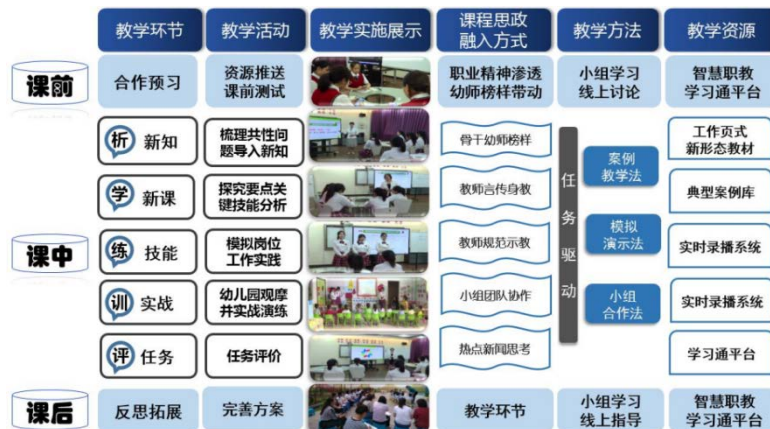 教学环节
教学活动
教学实施展示
课程思政
融入方式
教学方法
教学资源
课前
合作预习
资源推送
课前测试
职业精神渗透
幼师榜样带动
小组学习
线上讨论
智慧职教
学习通平台
课中
析 新知
梳理共性问
题导入新知
骨干幼师榜样
工作页式
新形态教材
学 新课
探究要点关
键技能分析
教师言传身教
典型案例库
练 技能
模拟岗位
工作实践
教师规范示教
实时录播系统
训 实战
幼儿园观摩
并实战演练
小组团队协作
实时录播系统
评 任务
任务评价
热点新闻思考
学习通平台
任务驱动
案例
教学法
模拟
演示法
小组
合作法
课后
反思拓展
完善方案
教学环节
小组学习
线上指导
智慧职教
学习通平台